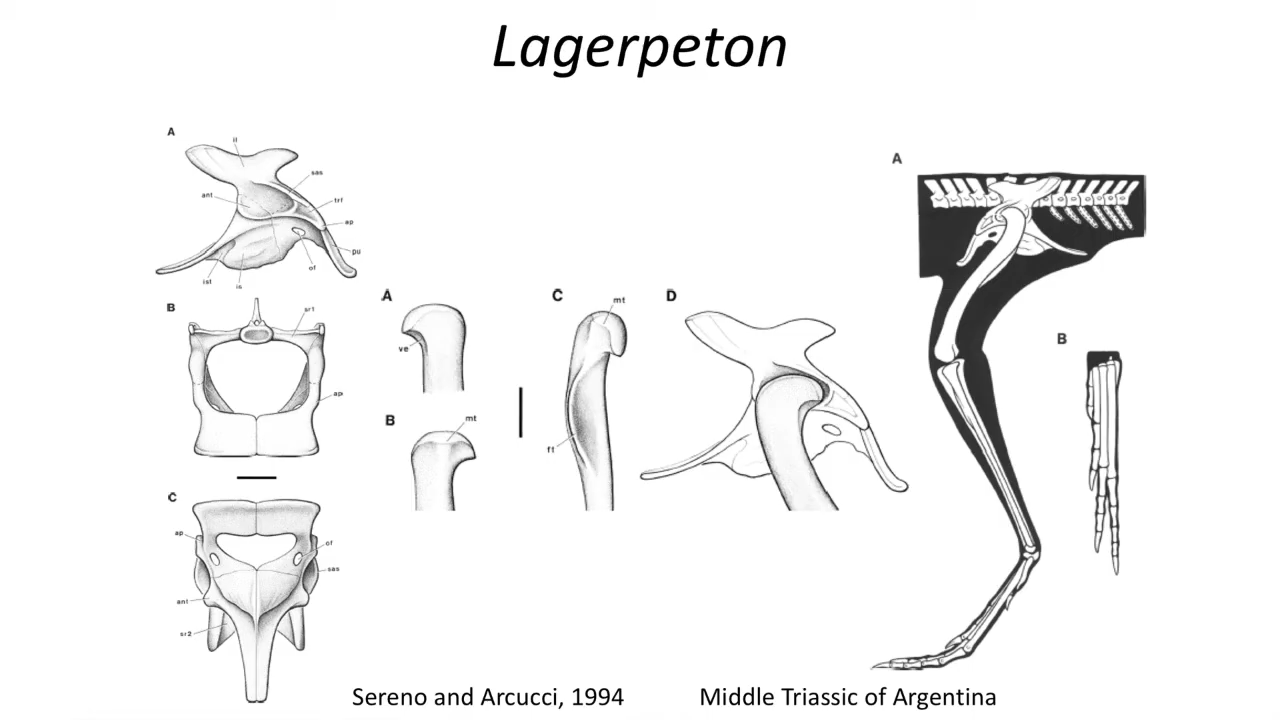 Lagerpeton
A
il
sas
ant
trf
ap
pu
of
ist
is
B
srt
ap
C
ap
of
sas
ant
sr2
A
ve
B
mt
C
mt
ft
D
A
B
Sereno and Arcucci, 1994
Middle Triassic of Argentina